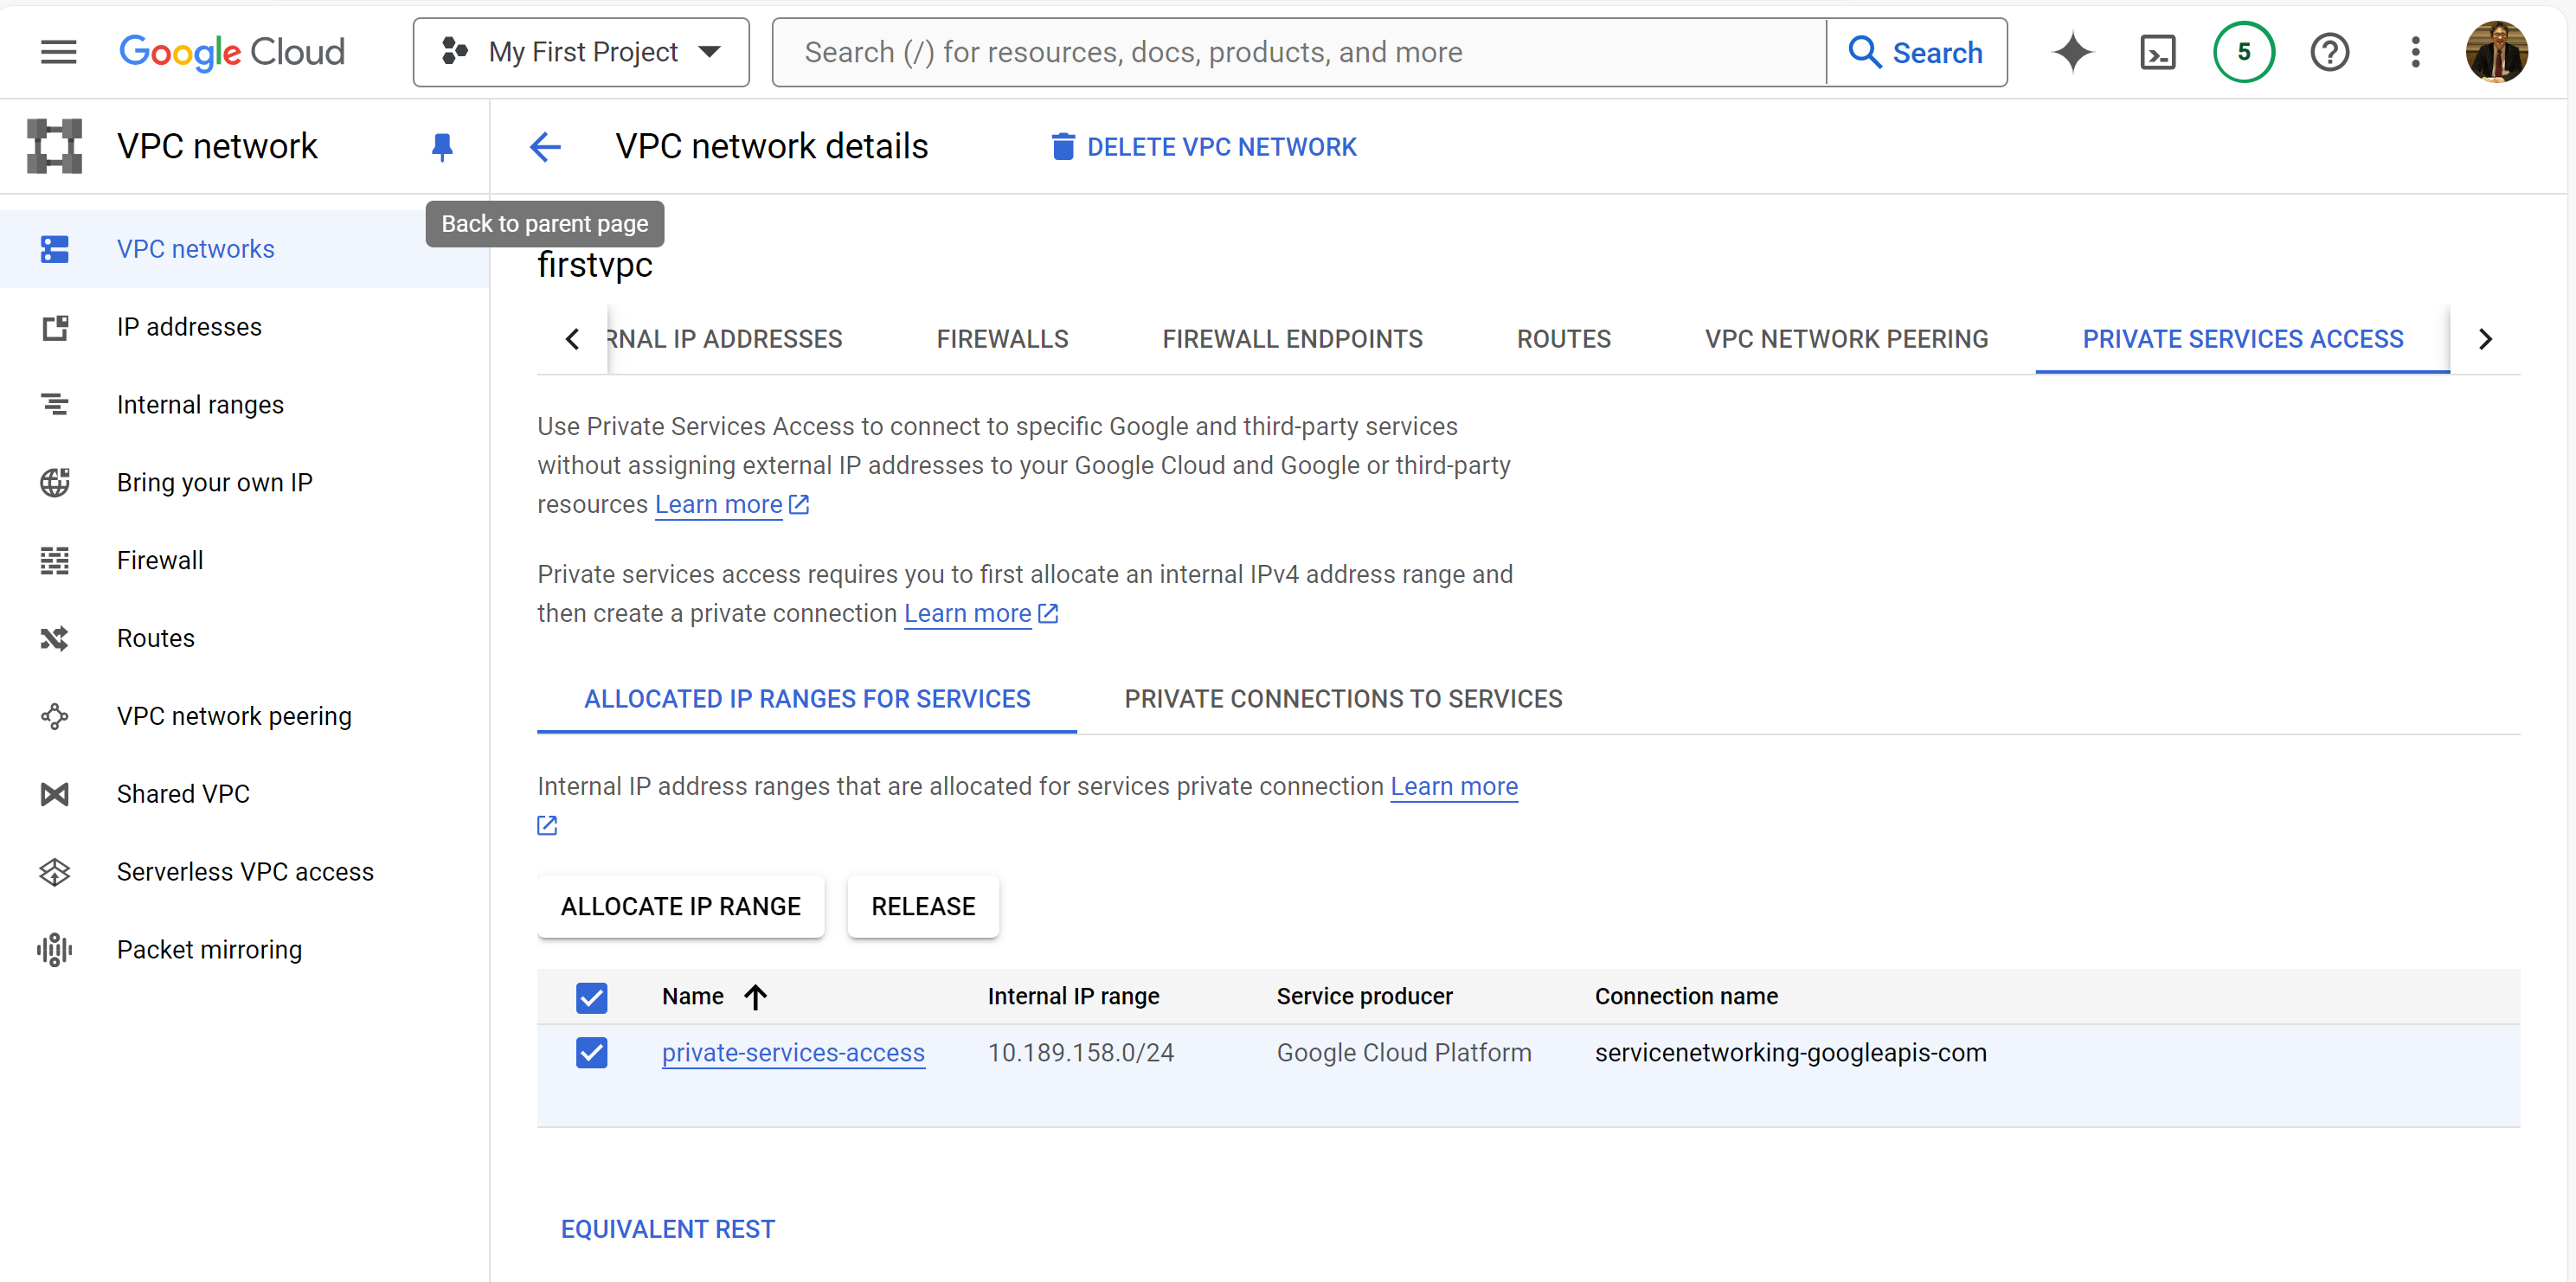 Google Cloud
My First Project
Search (/) for resources, docs, products, and more
Search
5
VPC network
VPC network details
DELETE VPC NETWORK
Back to parent page
VPC networks
IP addresses
Internal ranges
Bring your own IP
Firewall
Routes
VPC network peering
Shared VPC
Serverless VPC access
Packet mirroring
firstvpc
RNAL IP ADDRESSES
FIREWALLS
FIREWALL ENDPOINTS
ROUTES
VPC NETWORK PEERING
PRIVATE SERVICES ACCESS
Use Private Services Access to connect to specific Google and third-party services
without assigning external IP addresses to your Google Cloud and Google or third-party
resources Learn more
Private services access requires you to first allocate an internal IPv4 address range and
then create a private connection Learn more
ALLOCATED IP RANGES FOR SERVICES
PRIVATE CONNECTIONS TO SERVICES
Internal IP address ranges that are allocated for services private connection Learn more
ALLOCATE IP RANGE
RELEASE
Name Internal IP range Service producer Connection name
private-services-access 10.189.158.0/24 Google Cloud Platform servicenetworking-googleapis-com
EQUIVALENT REST